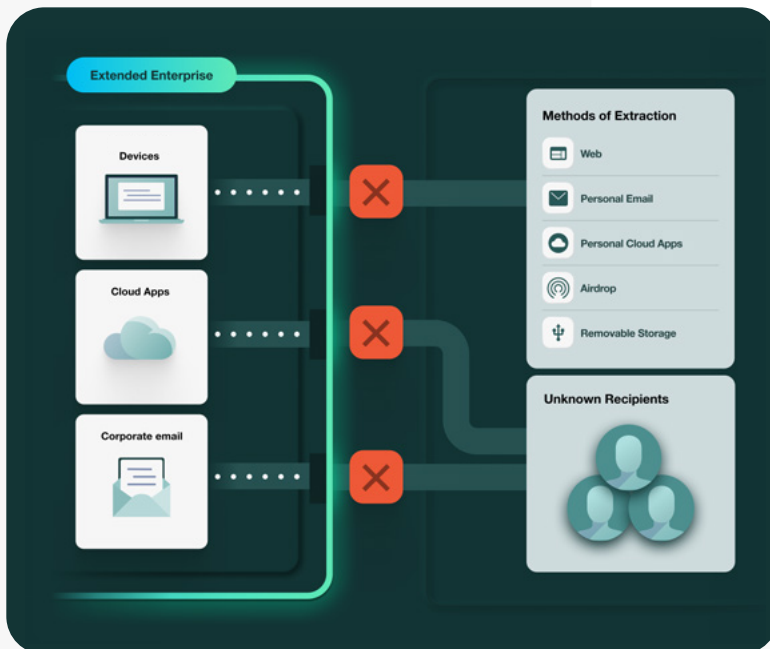 Extended Enterprise
Devices
Cloud Apps
Corporate email
Methods of Extraction
Web
Personal Email
Personal Cloud Apps
Airdrop
Removable Storage
Unknown Recipients